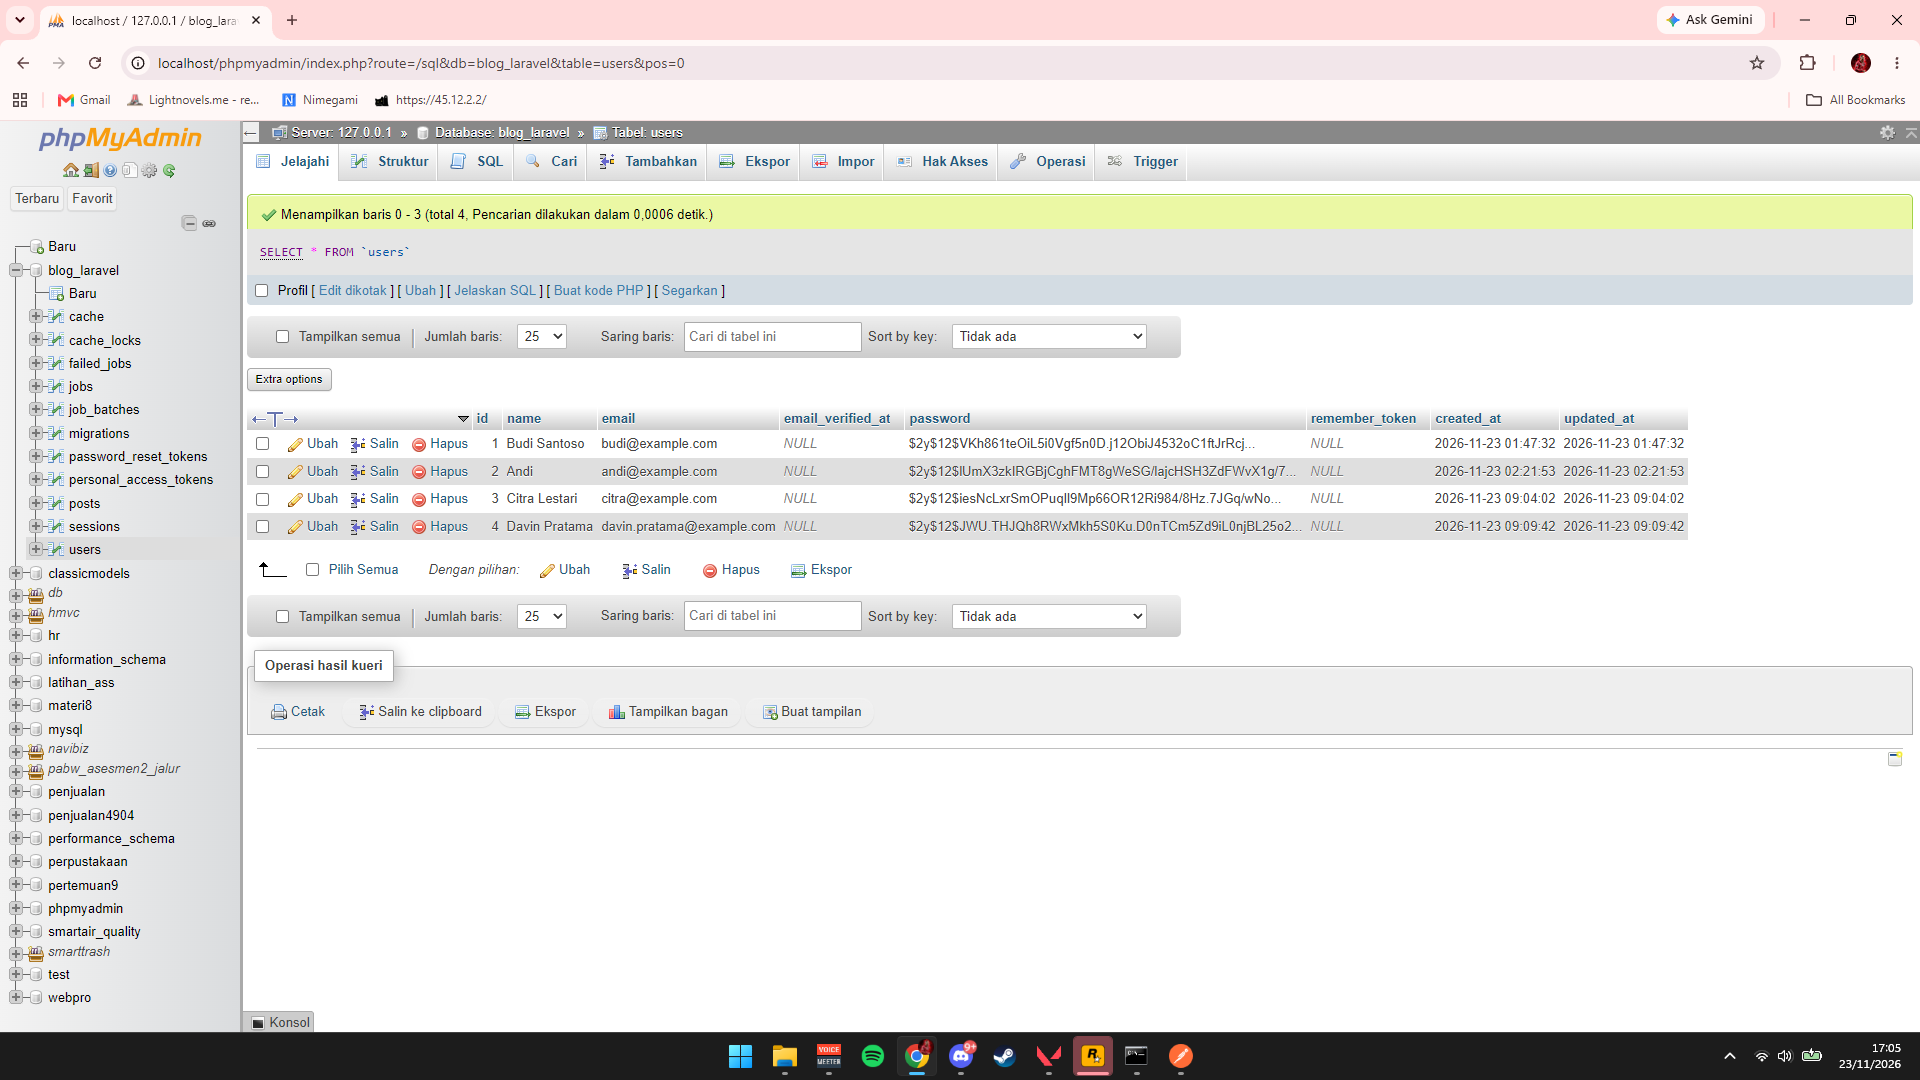 localhost / 127.0.0.1 / blog_lara
Ask Gemini
localhost/phpmyadmin/index.php?route=/sql&db=blog_laravel&table=users&pos=0
Gmail
Lightnovels.me - re...
Nimegami
https://45.12.2.2/
All Bookmarks
phpMyAdmin
Terbaru
Favorit
Baru
blog_laravel
Baru
cache
cache_locks
failed_jobs
jobs
job_batches
migrations
password_reset_tokens
personal_access_tokens
posts
sessions
users
classicmodels
db
hmvc
hr
information_schema
latihan_ass
materi8
mysql
navibiz
pabw_asesmen2_jalur
penjualan
penjualan4904
performance_schema
perpustakaan
pertemuan9
phpmyadmin
smartair_quality
smarttrash
test
webpro
Server: 127.0.0.1 » Database: blog_laravel » Tabel: users
Jelajahi Struktur SQL Cari Tambahkan Ekspor Impor Hak Akses Operasi Trigger
Menampilkan baris 0 - 3 (total 4, Pencarian dilakukan dalam 0,0006 detik.)
SELECT * FROM `users`
Profil [ Edit dikotak ] [ Ubah ] [ Jelaskan SQL ] [ Buat kode PHP ] [ Segarkan ]
Tampilkan semua | Jumlah baris: 25 Saring baris: Cari di tabel ini Sort by key: Tidak ada
Extra options
id name email email_verified_at password remember_token created_at updated_at
Ubah Salin Hapus 1 Budi Santoso budi@example.com NULL $2y$12$VKh861teOiL5i0Vgf5n0D.j12ObiJ4532oC1ftJrRcj... NULL 2026-11-23 01:47:32 2026-11-23 01:47:32
Ubah Salin Hapus 2 Andi andi@example.com NULL $2y$12$IUmX3zkIRGBjCghFMT8gWeSG/lajcHSH3ZdFWvX1g/7... NULL 2026-11-23 02:21:53 2026-11-23 02:21:53
Ubah Salin Hapus 3 Citra Lestari citra@example.com NULL $2y$12$iesNcLxrSmOPuqIl9Mp66OR12Ri984/8Hz.7JGq/wNo... NULL 2026-11-23 09:04:02 2026-11-23 09:04:02
Ubah Salin Hapus 4 Davin Pratama davin.pratama@example.com NULL $2y$12$JWU.THJQh8RWxMkh5S0Ku.D0nTCm5Zd9iL0njBL25o2... NULL 2026-11-23 09:09:42 2026-11-23 09:09:42
Pilih Semua Dengan pilihan: Ubah Salin Hapus Ekspor
Tampilkan semua | Jumlah baris: 25 Saring baris: Cari di tabel ini Sort by key: Tidak ada
Operasi hasil kueri
Cetak Salin ke clipboard Ekspor Tampilkan bagan Buat tampilan
Konsol
VOICE
MEETER
9+
17:05
23/11/2026